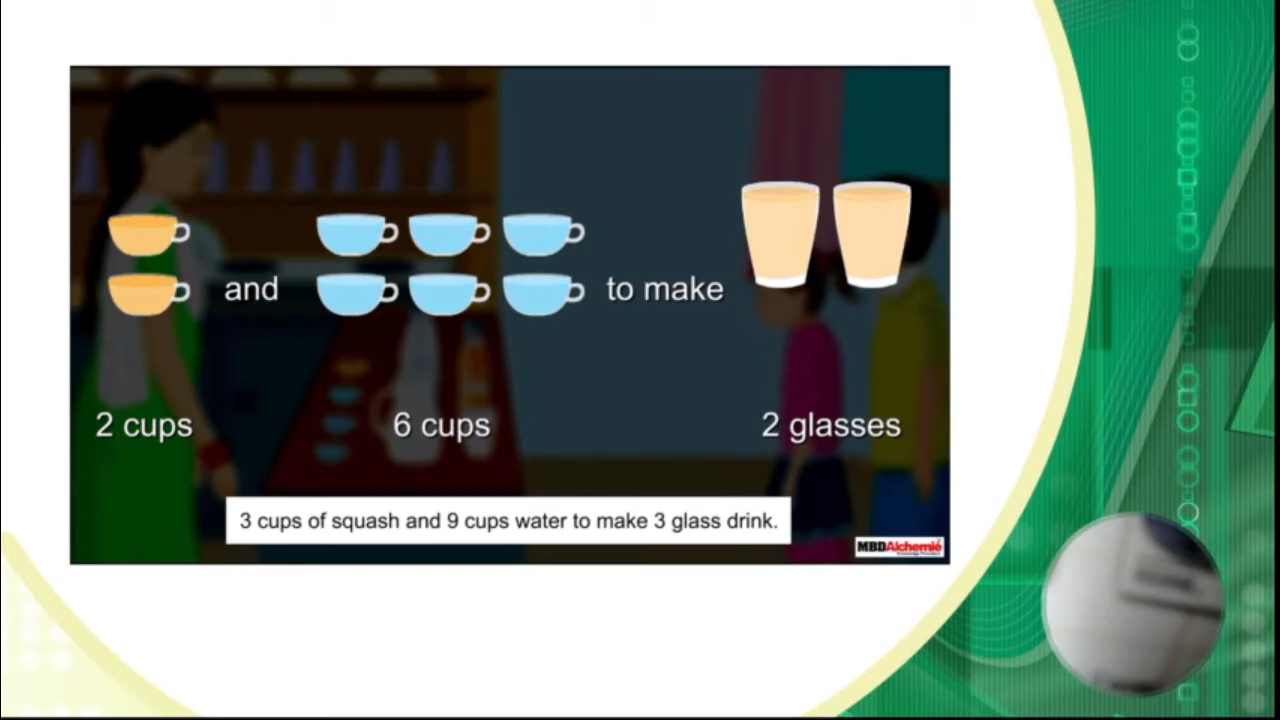 and
to make
2 cups
6 cups
2 glasses
3 cups of squash and 9 cups water to make 3 glass drink.
MBDAlchemie